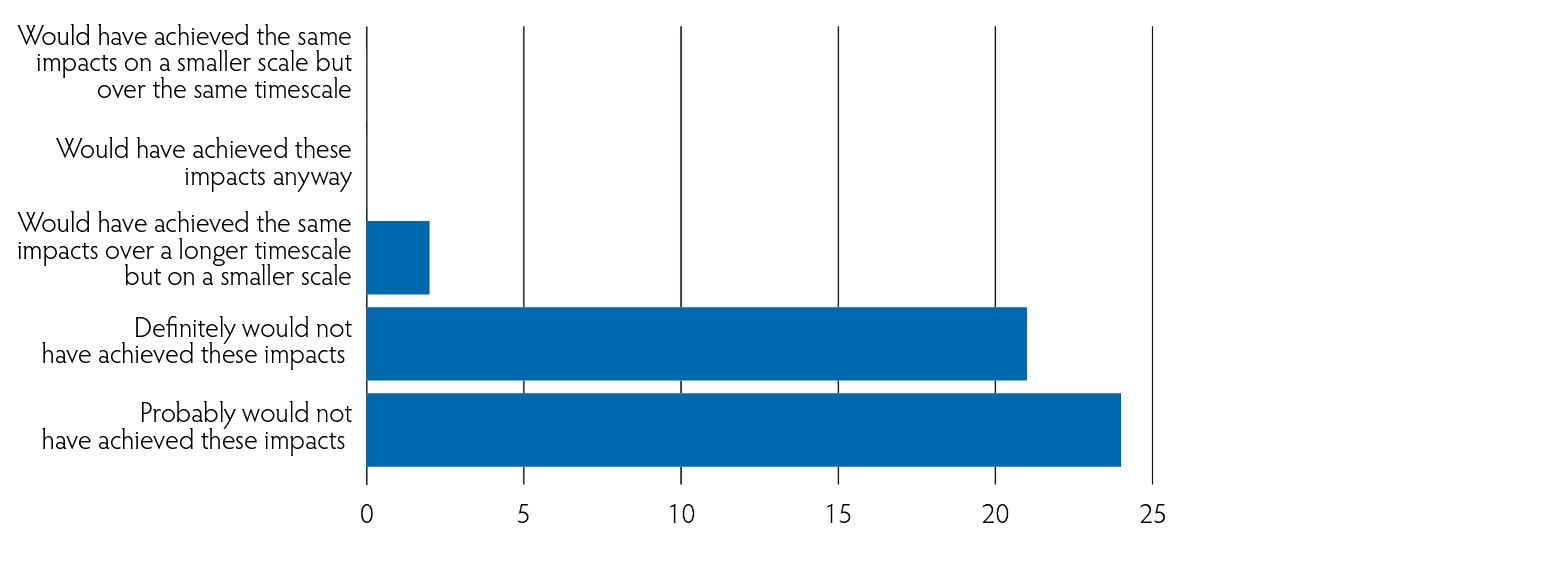 Would have achieved the same
impacts on a smaller scale but
over the same timescale
Would have achieved these
impacts anyway
Would have achieved the same
impacts over a longer timescale
but on a smaller scale
Definitely would not
have achieved these impacts
Probably would not
have achieved these impacts
0 5 10 15 20 25